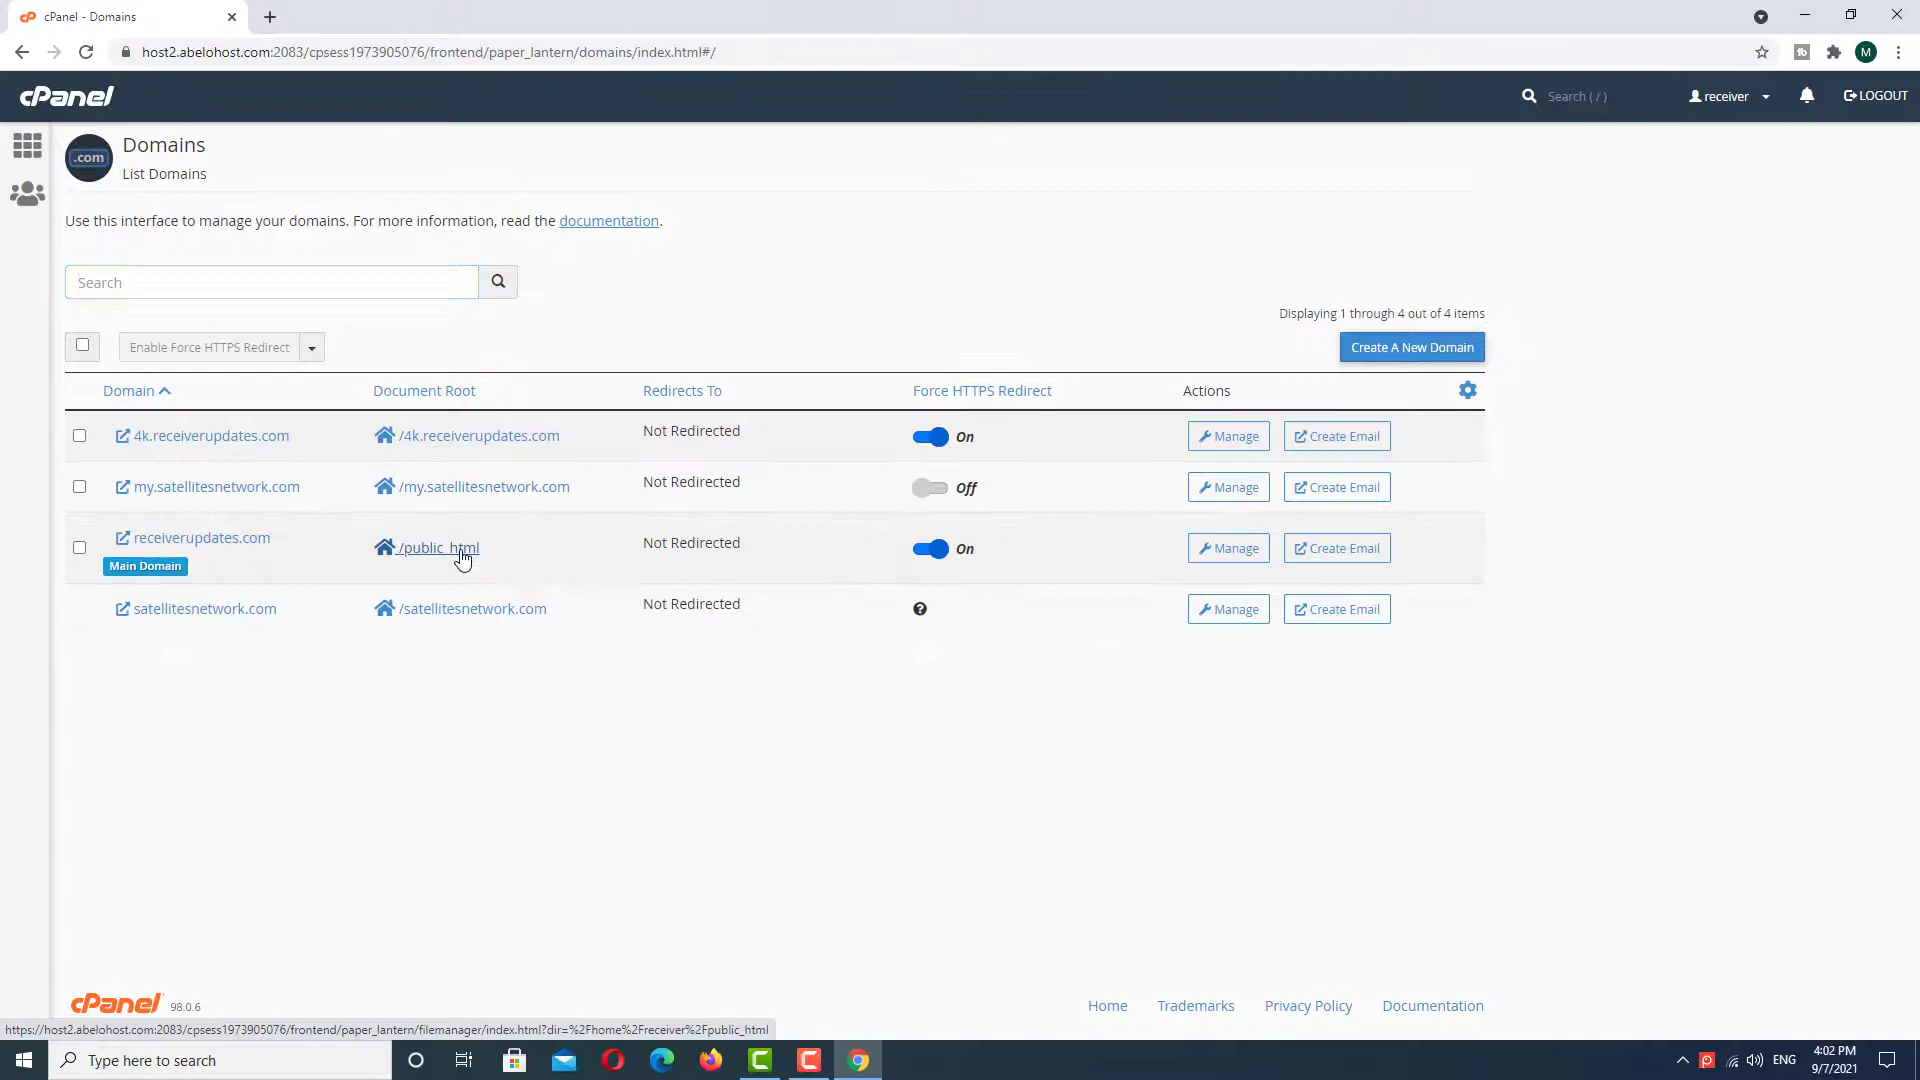 cPanel - Domains
host2.abelohost.com:2083/cpsess1973905076/frontend/paper_lantern/domains/index.html#/
M
cPanel
Search ( / )
receiver
LOGOUT
.com
Domains
List Domains
Use this interface to manage your domains. For more information, read the documentation.
Search
Displaying 1 through 4 out of 4 items
Enable Force HTTPS Redirect
Create A New Domain
Domain Document Root Redirects To Force HTTPS Redirect Actions
4k.receiverupdates.com /4k.receiverupdates.com Not Redirected On Manage Create Email
my.satellitesnetwork.com /my.satellitesnetwork.com Not Redirected Off Manage Create Email
receiverupdates.com /public_html Not Redirected On Manage Create Email
Main Domain
satellitesnetwork.com /satellitesnetwork.com Not Redirected ? Manage Create Email
cPanel 98.0.6
Home Trademarks Privacy Policy Documentation
https://host2.abelohost.com:2083/cpsess1973905076/frontend/paper_lantern/filemanager/index.html?dir=%2Fhome%2Freceiver%2Fpublic_html
Type here to search
ENG
4:02 PM
9/7/2021